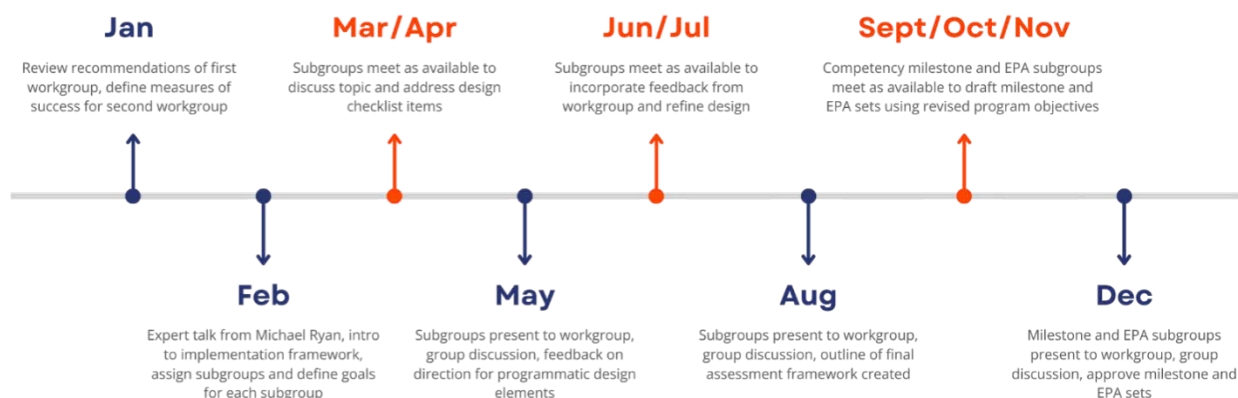 Jan
Review recommendations of first
workgroup, define measures of
success for second workgroup
Feb
Expert talk from Michael Ryan, intro
to implementation framework,
assign subgroups and define goals
for each subgroup
Mar/Apr
Subgroups meet as available to
discuss topic and address design
checklist items
May
Subgroups present to workgroup,
group discussion, feedback on
direction for programmatic design
elements
Jun/Jul
Subgroups meet as available to
incorporate feedback from
workgroup and refine design
Aug
Subgroups present to workgroup,
group discussion, outline of final
assessment framework created
Sept/Oct/Nov
Competency milestone and EPA subgroups
meet as available to draft milestone and
EPA sets using revised program objectives
Dec
Milestone and EPA subgroups
present to workgroup, group
discussion, approve milestone and
EPA sets